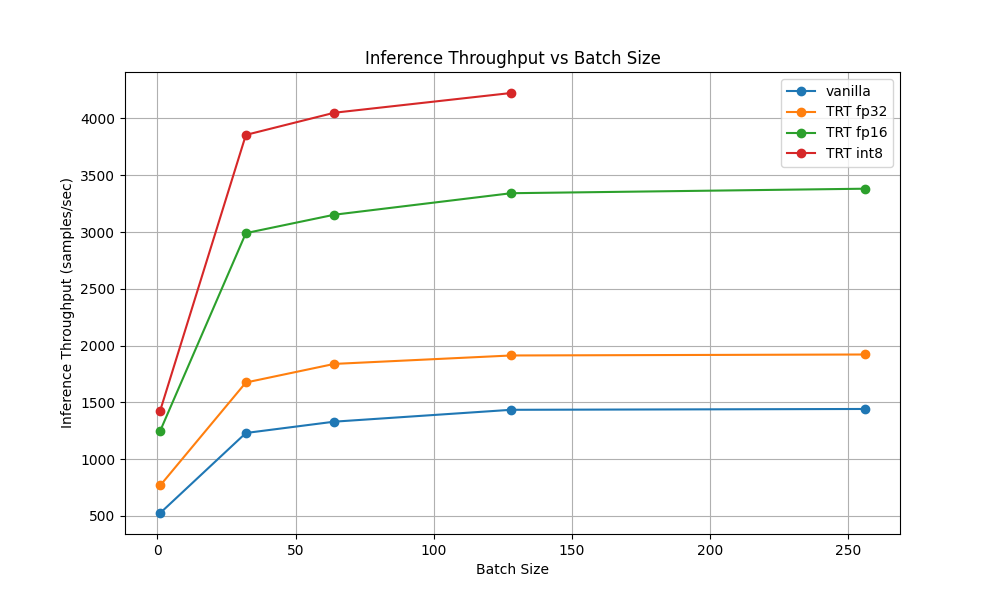 Inference Throughput vs Batch Size
vanilla
TRT fp32
TRT fp16
TRT int8
Inference Throughput (samples/sec)
4000
3500
3000
2500
2000
1500
1000
500
0 50 100 150 200 250
Batch Size